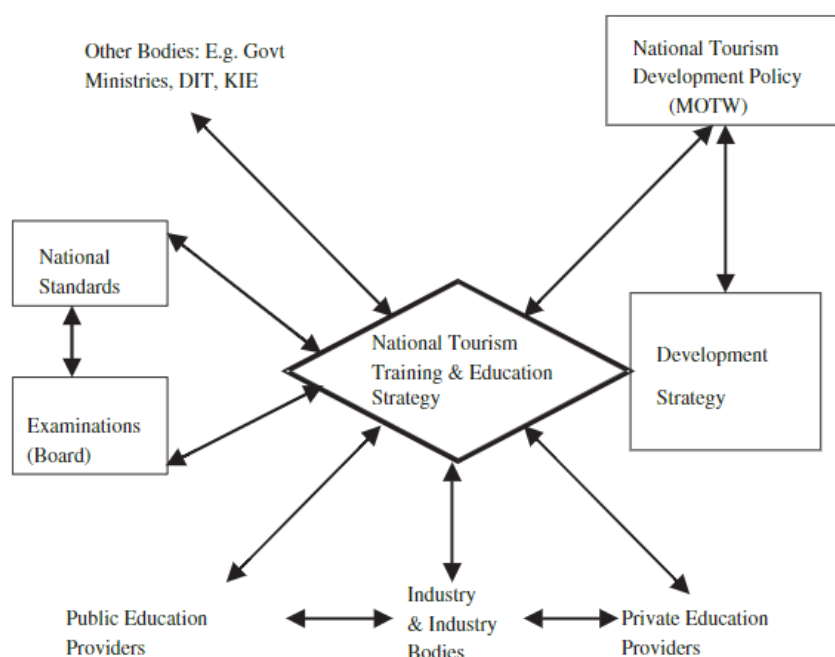 Other Bodies: E.g. Govt
Ministries, DIT, KIE
National Tourism
Development Policy
(MOTW)
National
Standards
National Tourism
Training & Education
Strategy
Development
Strategy
Examinations
(Board)
Public Education
Providers
Industry
& Industry
Bodies
Private Education
Providers